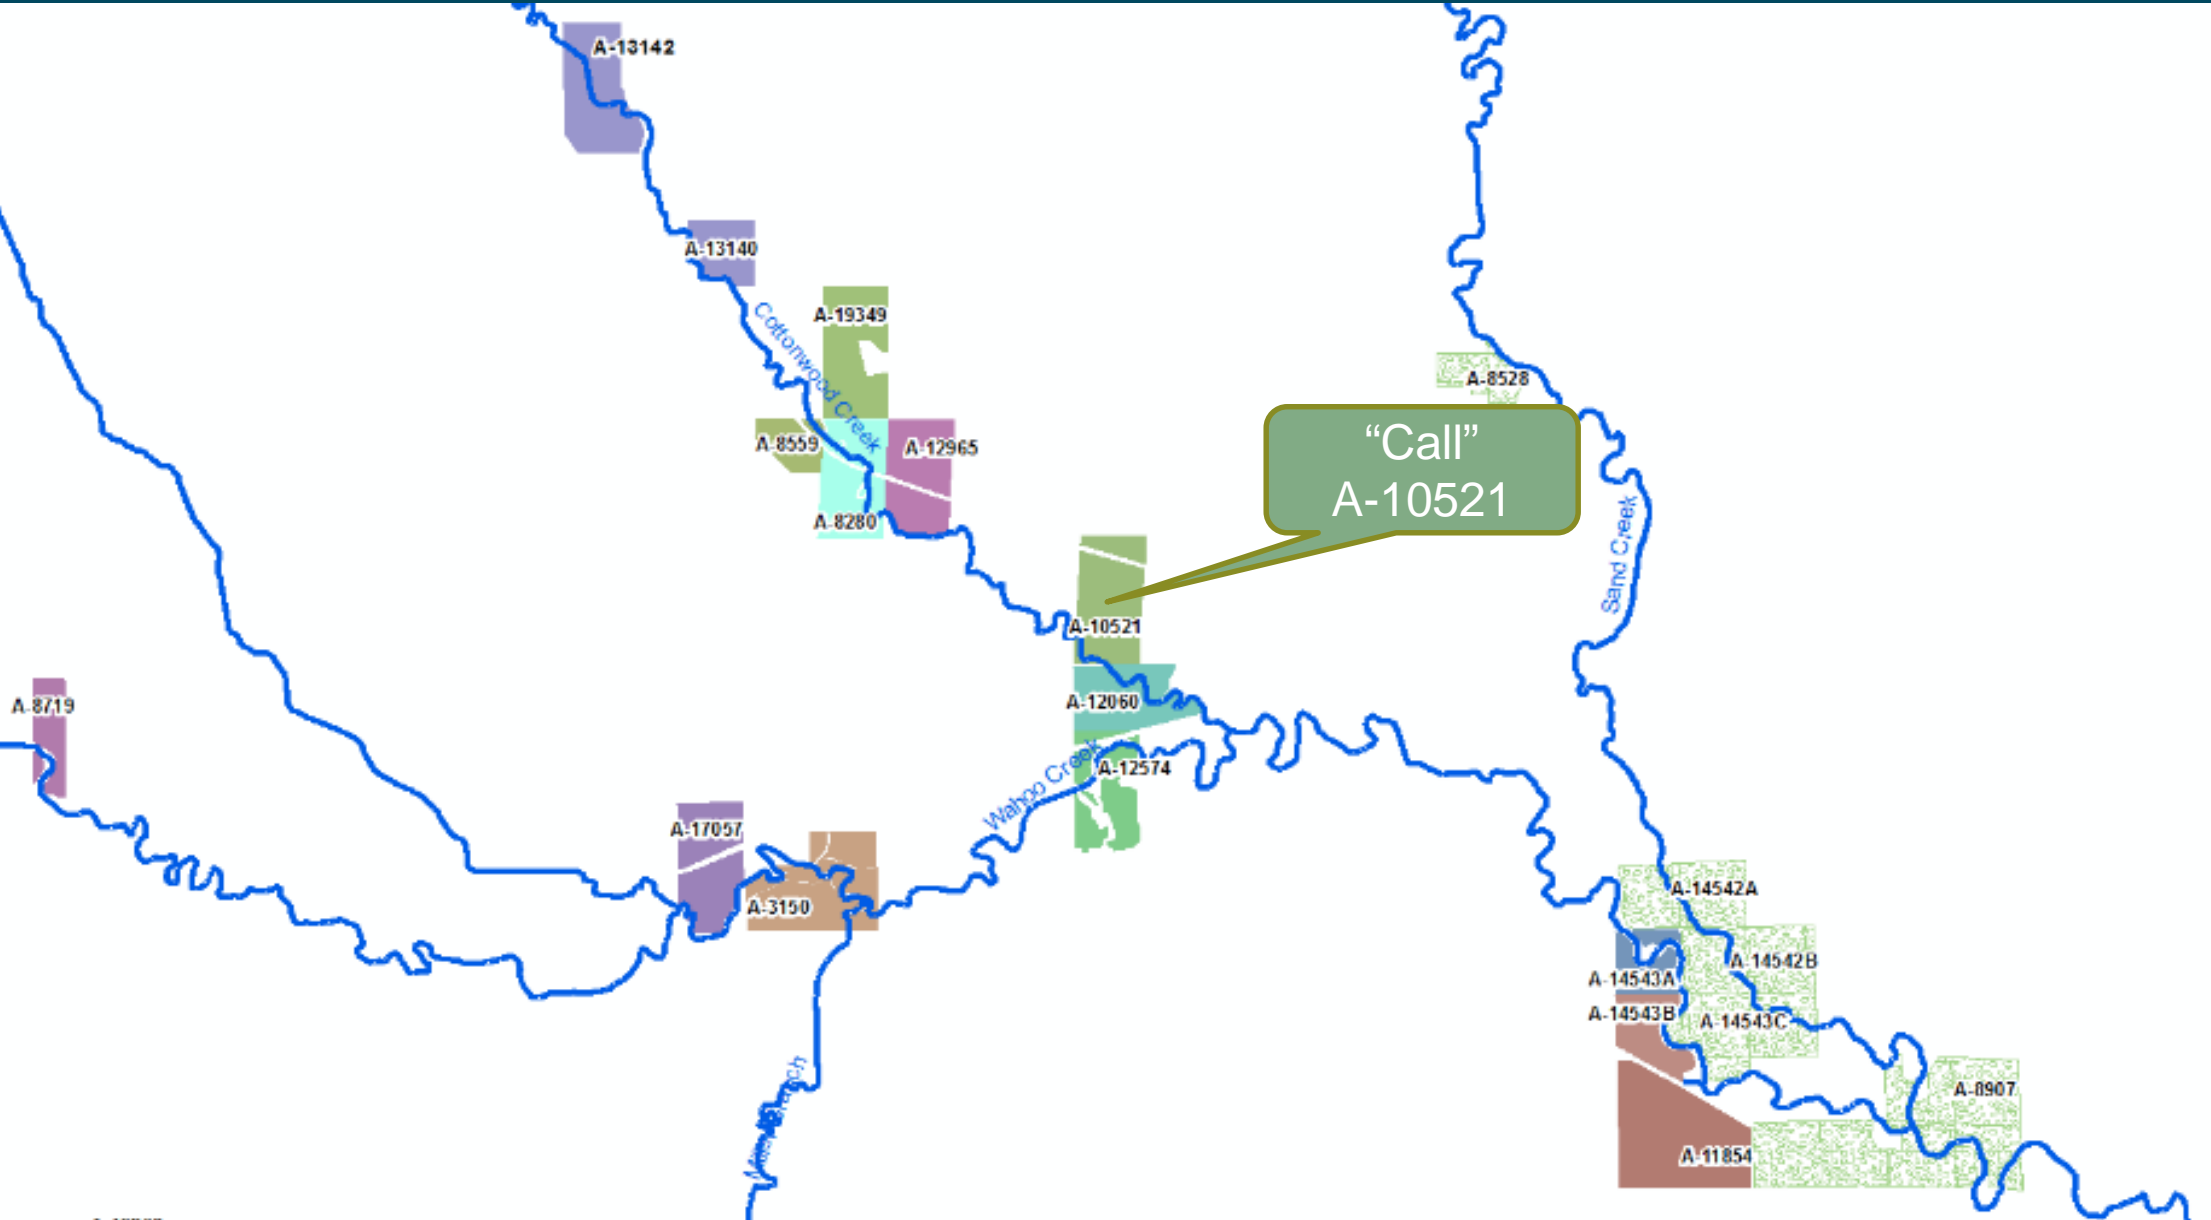 A-13142
A-13140
Cottonwood Creek
A-19349
A-8528
“Call”
A-10521
A-8559
A-12965
A-8280
Sand Creek
A-10521
A-8719
A-12060
Wahoo Creek
A-12574
A-17057
A-3150
A-14542A
A-14542B
A-14543A
A-14543B
A-14543C
A-8907
A-11854